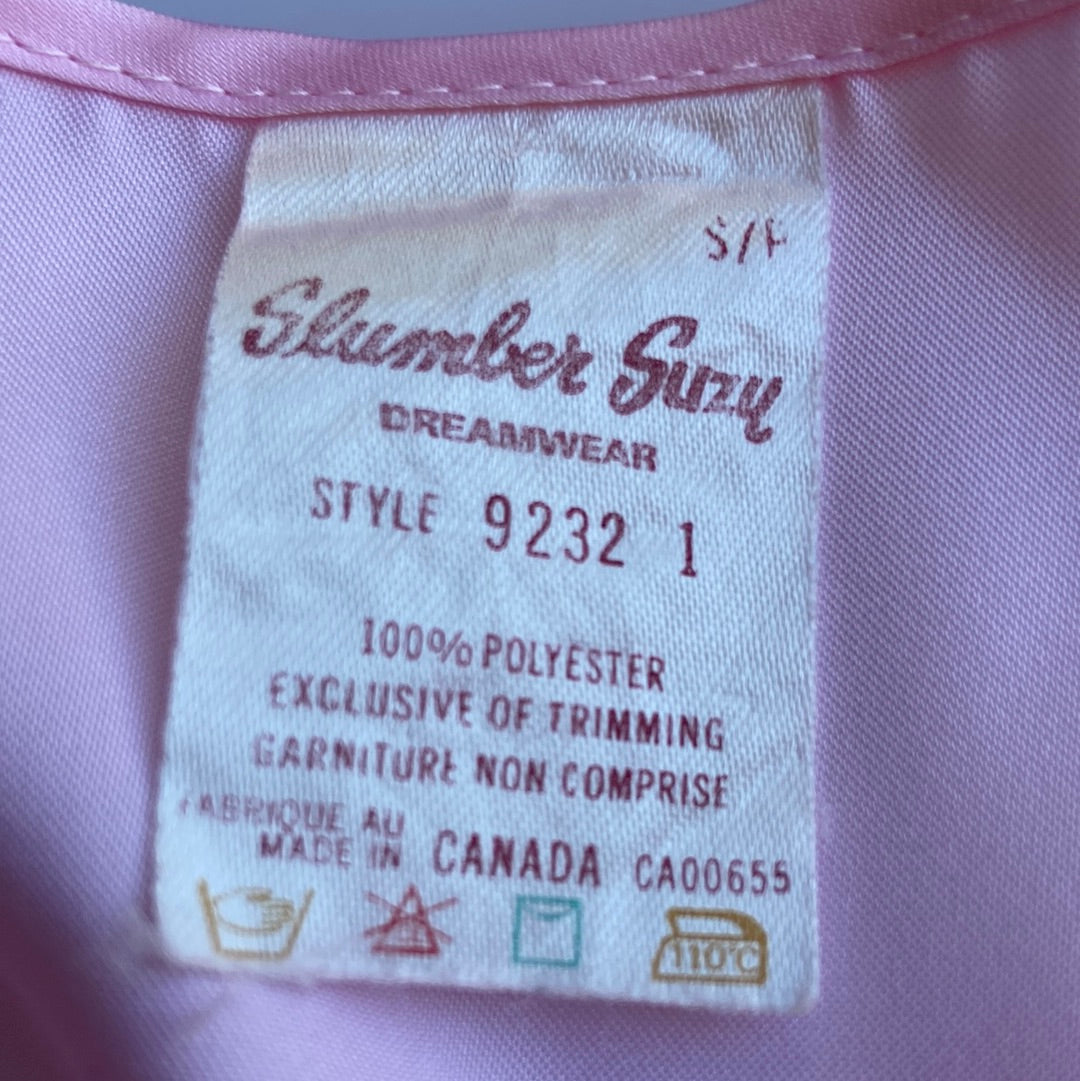 S/P
Slumber Suzy
DREAMWEAR
STYLE 9232 1
100% POLYESTER
EXCLUSIVE OF TRIMMING
GARNITURE NON COMPRISE
FABRIQUE AU
MADE IN CANADA CA00655
110°C